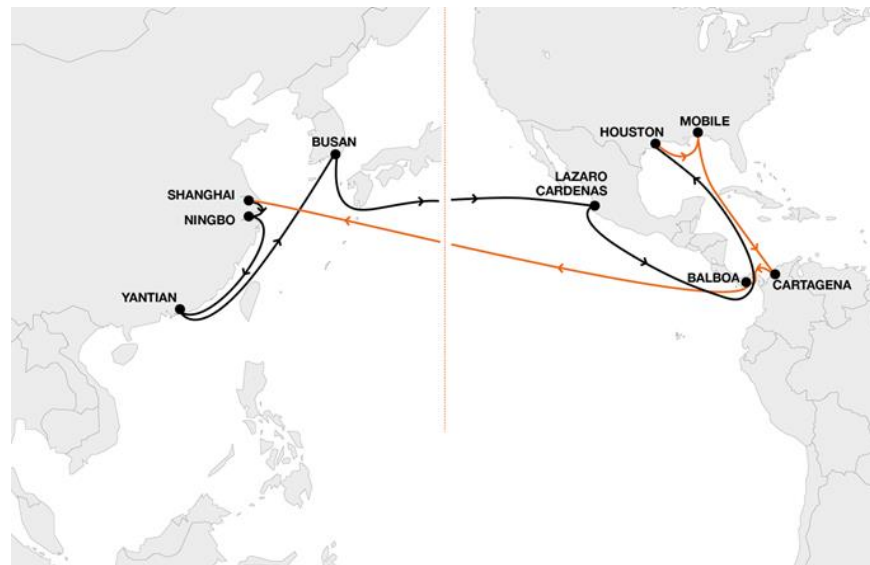 MOBILE
HOUSTON
BUSAN
LAZARO
CARDENAS
SHANGHAI
NINGBO
BALBOA
CARTAGENA
YANTIAN